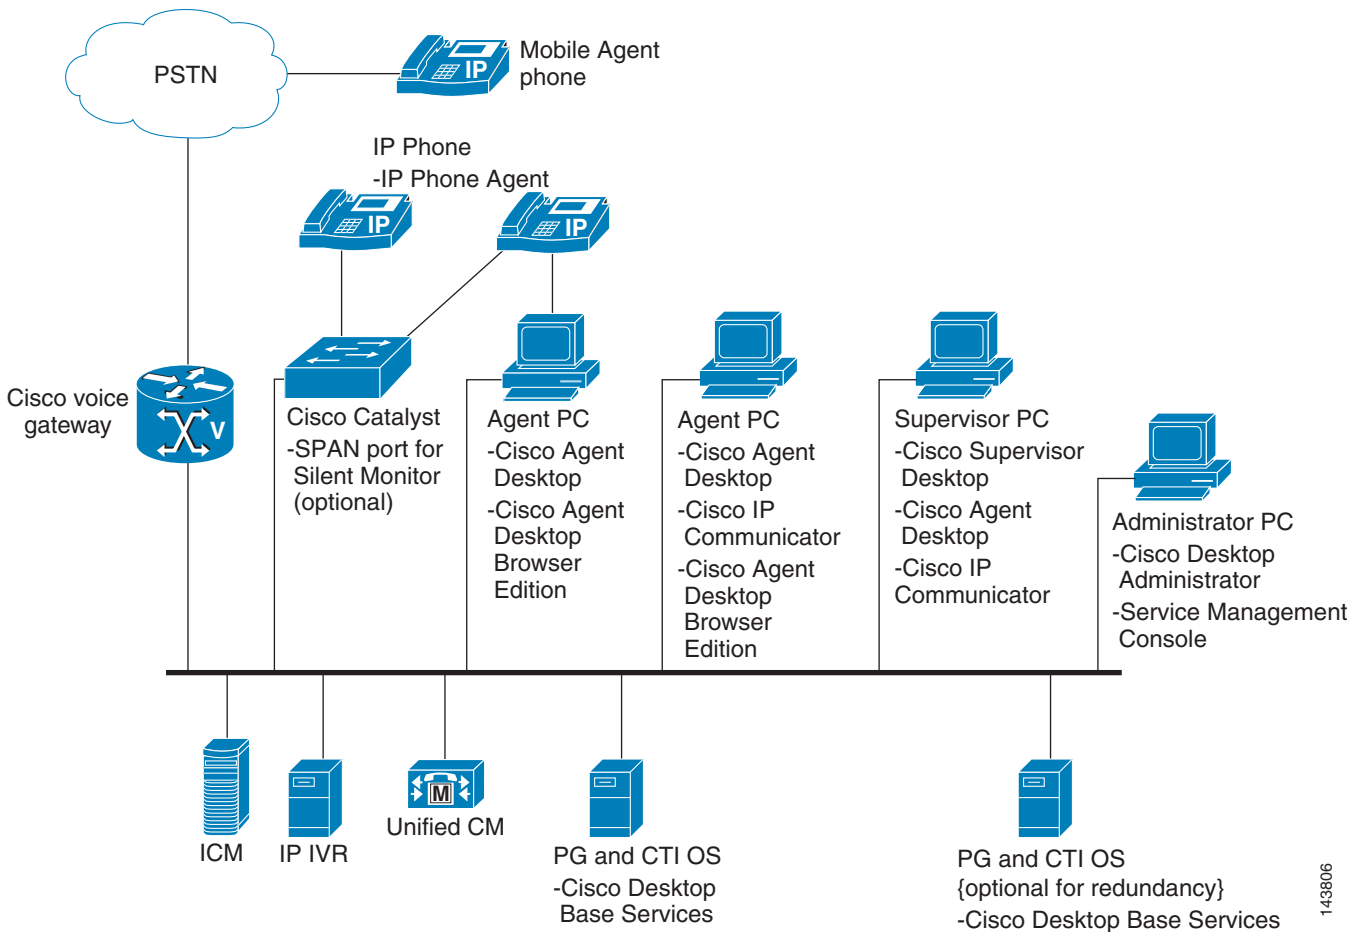 PSTN
IP
Mobile Agent
phone
IP Phone
-IP Phone Agent
IP
IP
Cisco voice
gateway
V
Cisco Catalyst
-SPAN port for
Silent Monitor
(optional)
Agent PC
-Cisco Agent
Desktop
-Cisco Agent
Desktop
Browser
Edition
Agent PC
-Cisco Agent
Desktop
-Cisco IP
Communicator
-Cisco Agent
Desktop
Browser
Edition
Supervisor PC
-Cisco Supervisor
Desktop
-Cisco Agent
Desktop
-Cisco IP
Communicator
Administrator PC
-Cisco Desktop
Administrator
-Service Management
Console
ICM
IP IVR
M
Unified CM
PG and CTI OS
-Cisco Desktop
Base Services
PG and CTI OS
{optional for redundancy}
-Cisco Desktop Base Services
143806